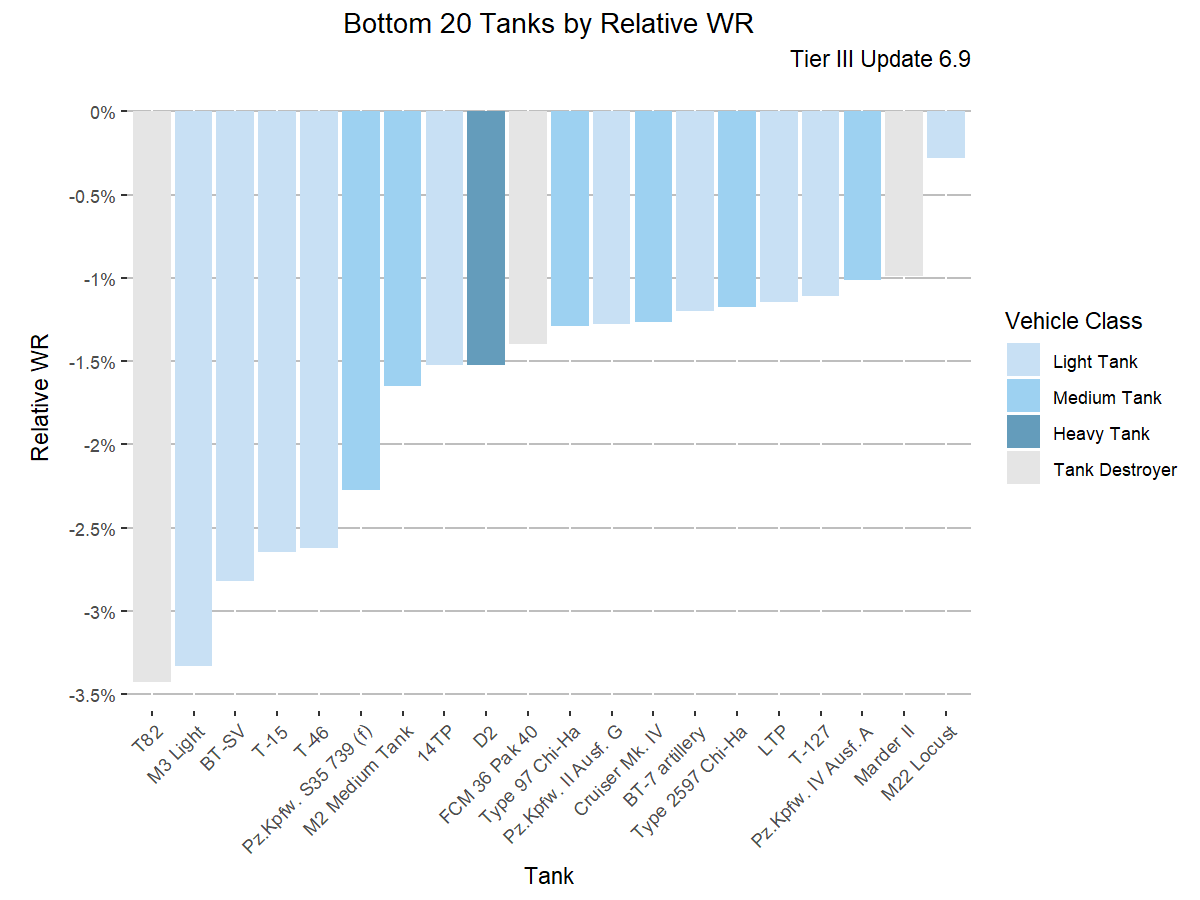 Bottom 20 Tanks by Relative WR
Tier III Update 6.9
0%
-0.5%
-1%
-1.5%
-2%
-2.5%
-3%
-3.5%
Relative WR
T82
M3 Light
BT-SV
T-15
T-46
Pz.Kpfw. S35 739 (f)
M2 Medium Tank
14TP
D2
FCM 36 Pak 40
Type 97 Chi-Ha
Pz.Kpfw. II Ausf. G
Cruiser Mk. IV
BT-7 artillery
Type 2597 Chi-Ha
LTP
T-127
Pz.Kpfw. IV Ausf. A
Marder II
M22 Locust
Tank
Vehicle Class
Light Tank
Medium Tank
Heavy Tank
Tank Destroyer